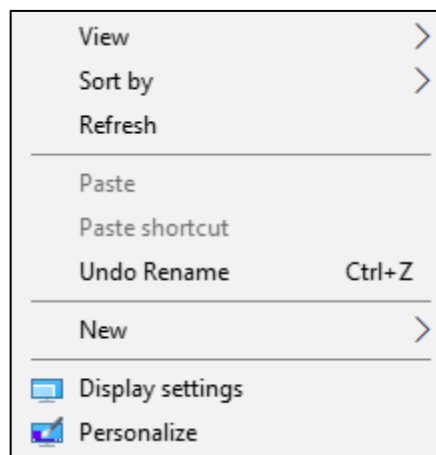 View
Sort by
Refresh
Paste
Paste shortcut
Undo Rename Ctrl+Z
New
Display settings
Personalize